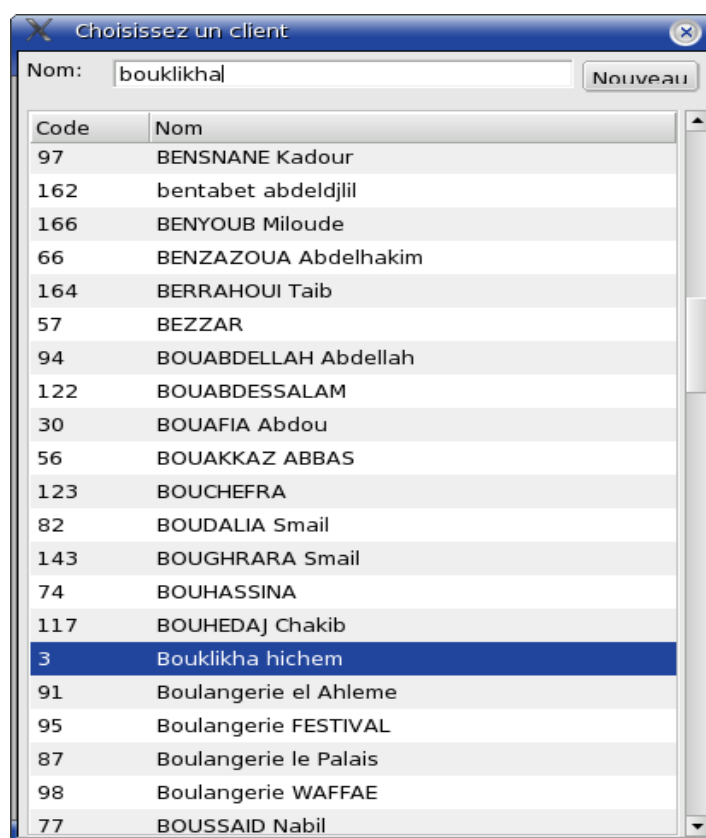 Choisissez un client
Nom: bouklikha Nouveau
Code Nom
97 BENSNANE Kadour
162 bentabet abdeldjlil
166 BENYOUB Miloude
66 BENZAZOUA Abdelhakim
164 BERRAHOUI Taib
57 BEZZAR
94 BOUABDELLAH Abdellah
122 BOUABDESSALAM
30 BOUAFIA Abdou
56 BOUAKKAZ ABBAS
123 BOUCHEFRA
82 BOUDALIA Smail
143 BOUGHRARA Smail
74 BOUHASSINA
117 BOUHEDAJ Chakib
3 Bouklikha hichem
91 Boulangerie el Ahleme
95 Boulangerie FESTIVAL
87 Boulangerie le Palais
98 Boulangerie WAFFAE
77 BOUSSAID Nabil